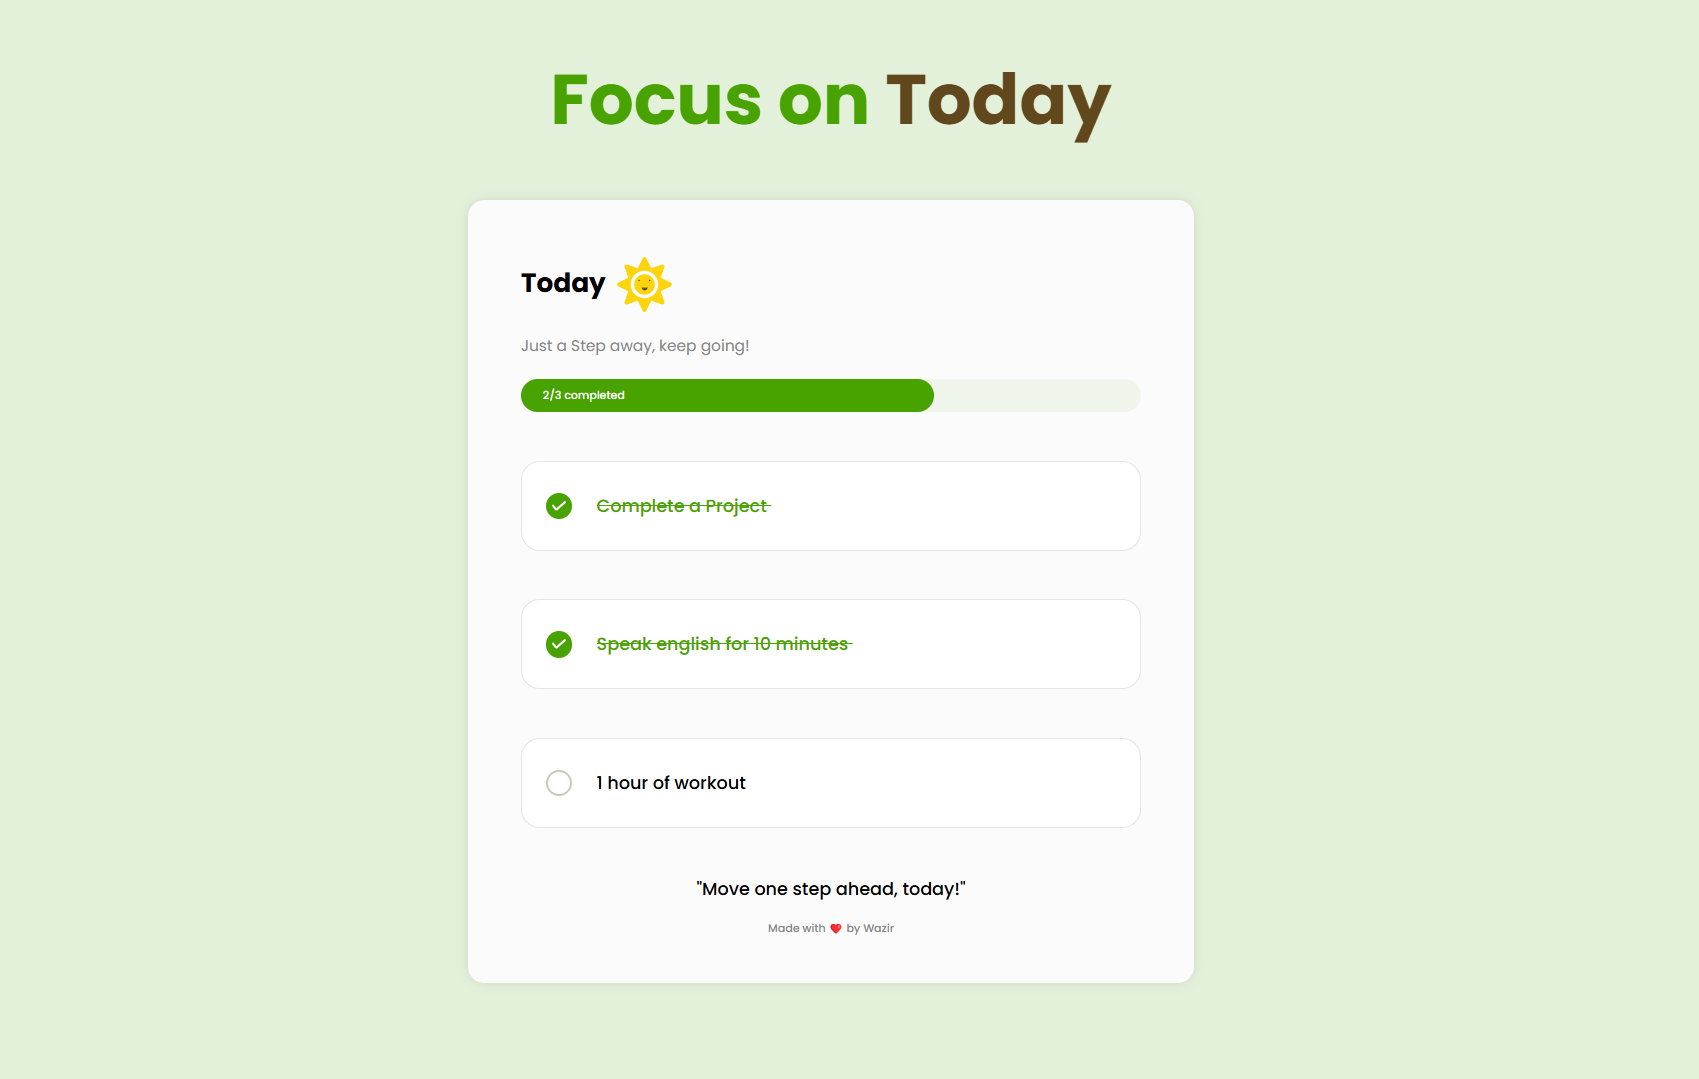 Focus on Today
Today
Just a Step away, keep going!
2/3 completed
Complete a Project
Speak english for 10 minutes
1 hour of workout
"Move one step ahead, today!"
Made with ❤️ by Wazir